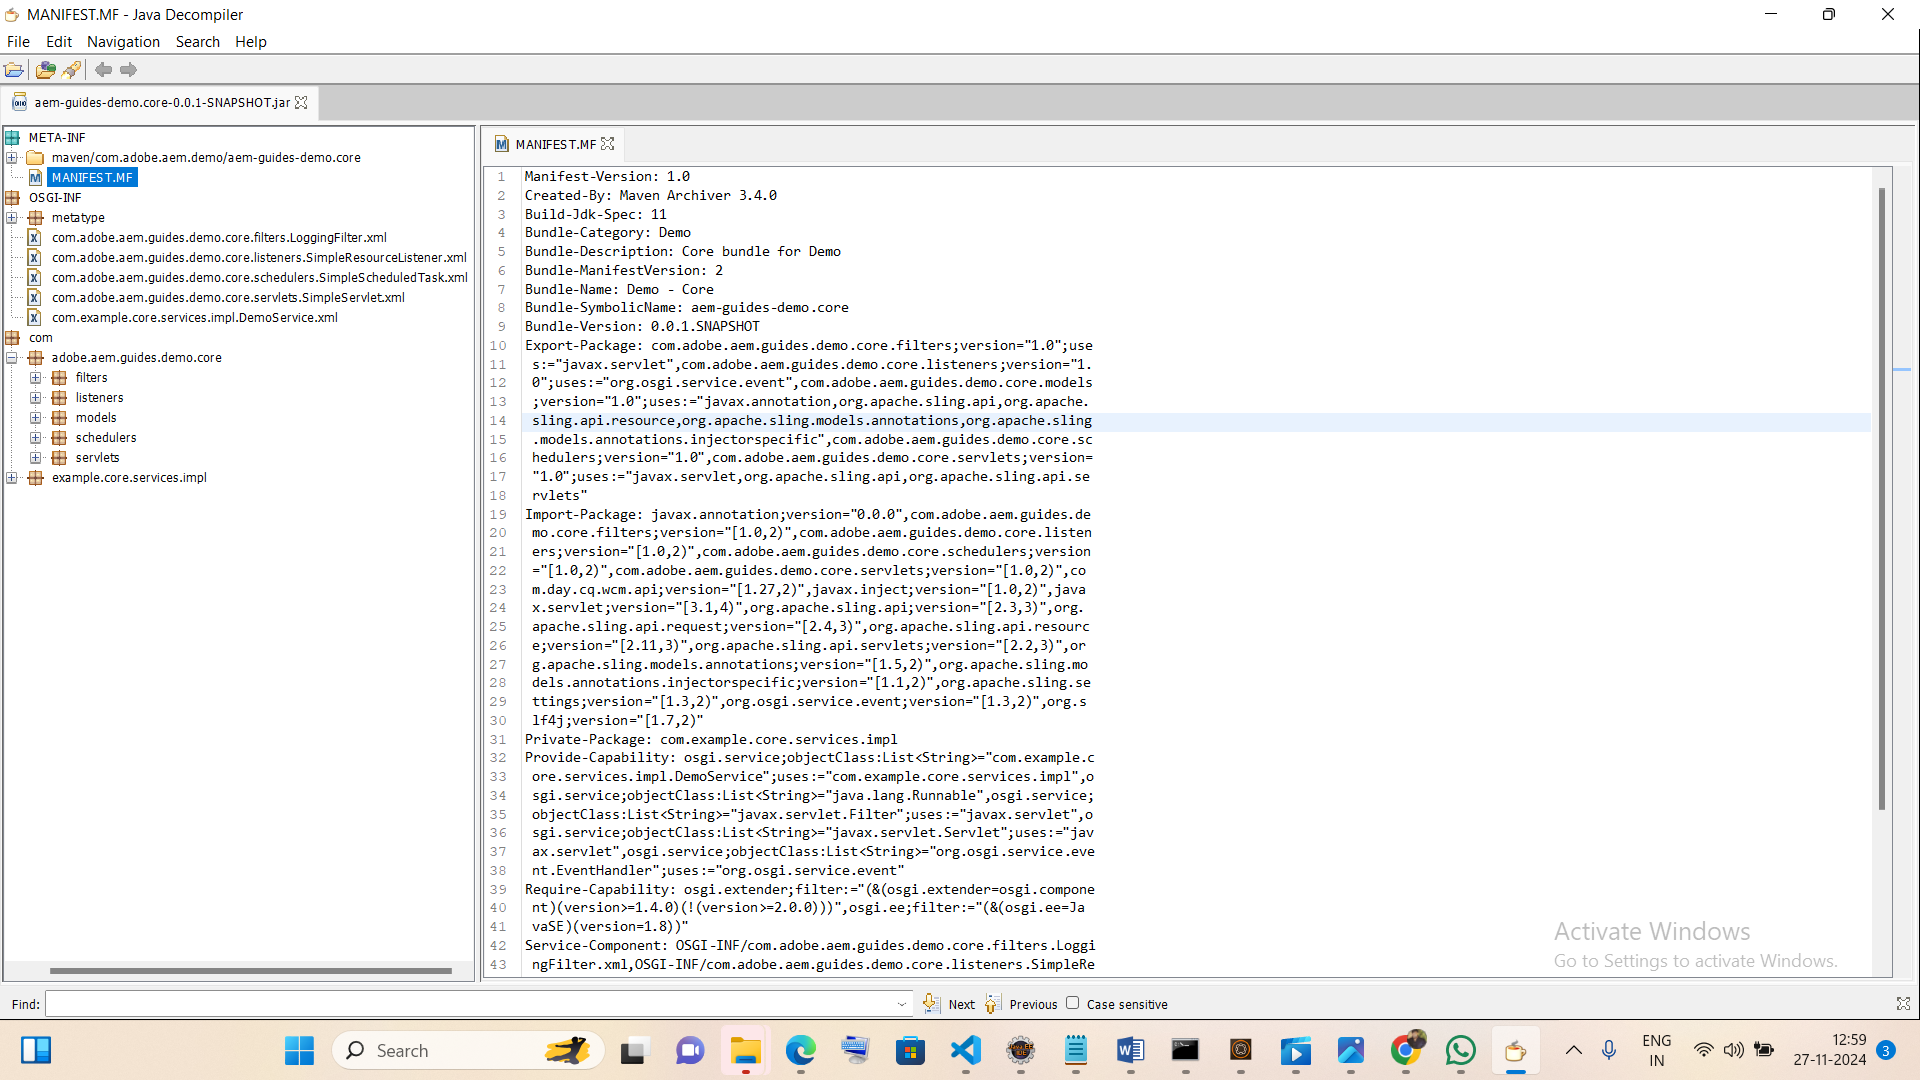 MANIFEST.MF - Java Decompiler
File Edit Navigation Search Help
aem-guides-demo.core-0.0.1-SNAPSHOT.jar
META-INF
maven/com.adobe.aem.demo/aem-guides-demo.core
MANIFEST.MF
OSGI-INF
metatype
com.adobe.aem.guides.demo.core.filters.LoggingFilter.xml
com.adobe.aem.guides.demo.core.listeners.SimpleResourceListener.xml
com.adobe.aem.guides.demo.core.schedulers.SimpleScheduledTask.xml
com.adobe.aem.guides.demo.core.servlets.SimpleServlet.xml
com.example.core.services.impl.DemoService.xml
com
adobe.aem.guides.demo.core
filters
listeners
models
schedulers
servlets
example.core.services.impl
MANIFEST.MF
1 Manifest-Version: 1.0
2 Created-By: Maven Archiver 3.4.0
3 Build-Jdk-Spec: 11
4 Bundle-Category: Demo
5 Bundle-Description: Core bundle for Demo
6 Bundle-ManifestVersion: 2
7 Bundle-Name: Demo - Core
8 Bundle-SymbolicName: aem-guides-demo.core
9 Bundle-Version: 0.0.1.SNAPSHOT
10 Export-Package: com.adobe.aem.guides.demo.core.filters;version="1.0";use
11 s:="javax.servlet",com.adobe.aem.guides.demo.core.listeners;version="1.
12 0";uses:="org.osgi.service.event",com.adobe.aem.guides.demo.core.models
13 ;version="1.0";uses:="javax.annotation,org.apache.sling.api,org.apache.
14 sling.api.resource,org.apache.sling.models.annotations,org.apache.sling
15 .models.annotations.injectorspecific",com.adobe.aem.guides.demo.core.sc
16 hedulers;version="1.0",com.adobe.aem.guides.demo.core.servlets;version=
17 "1.0";uses:="javax.servlet,org.apache.sling.api,org.apache.sling.api.se
18 rvlets"
19 Import-Package: javax.annotation;version="0.0.0",com.adobe.aem.guides.de
20 mo.core.filters;version="[1.0,2)",com.adobe.aem.guides.demo.core.listen
21 ers;version="[1.0,2)",com.adobe.aem.guides.demo.core.schedulers;version
22 ="[1.0,2)",com.adobe.aem.guides.demo.core.servlets;version="[1.0,2)",co
23 m.day.cq.wcm.api;version="[1.27,2)",javax.inject;version="[1.0,2)",java
24 x.servlet;version="[3.1,4)",org.apache.sling.api;version="[2.3,3)",org.
25 apache.sling.api.request;version="[2.4,3)",org.apache.sling.api.resourc
26 e;version="[2.11,3)",org.apache.sling.api.servlets;version="[2.2,3)",or
27 g.apache.sling.models.annotations;version="[1.5,2)",org.apache.sling.mo
28 dels.annotations.injectorspecific;version="[1.1,2)",org.apache.sling.se
29 ttings;version="[1.3,2)",org.osgi.service.event;version="[1.3,2)",org.s
30 lf4j;version="[1.7,2)"
31 Private-Package: com.example.core.services.impl
32 Provide-Capability: osgi.service;objectClass:List<String>="com.example.c
33 ore.services.impl.DemoService";uses:="com.example.core.services.impl",o
34 sgi.service;objectClass:List<String>="java.lang.Runnable",osgi.service;
35 objectClass:List<String>="javax.servlet.Filter";uses:="javax.servlet",o
36 sgi.service;objectClass:List<String>="javax.servlet.Servlet";uses:="jav
37 ax.servlet",osgi.service;objectClass:List<String>="org.osgi.service.eve
38 nt.EventHandler";uses:="org.osgi.service.event"
39 Require-Capability: osgi.extender;filter:="(&(osgi.extender=osgi.compone
40 nt)(version>=1.4.0)(!(version>=2.0.0)))",osgi.ee;filter:="(&(osgi.ee=Ja
41 vaSE)(version=1.8))"
42 Service-Component: OSGI-INF/com.adobe.aem.guides.demo.core.filters.Loggi
43 ngFilter.xml,OSGI-INF/com.adobe.aem.guides.demo.core.listeners.SimpleRe
Activate Windows
Go to Settings to activate Windows.
Find: Next Previous Case sensitive
Search
ENG
IN
12:59
27-11-2024
3